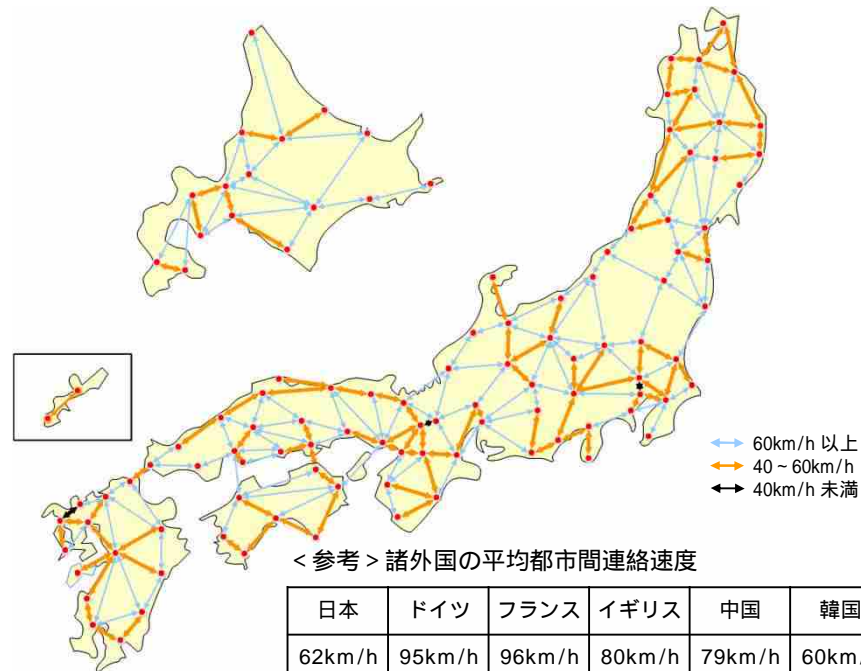 60km/h 以上
40~60km/h
40km/h 未満
<参考>諸外国の平均都市間連絡速度
日本 ドイツ フランス イギリス 中国 韓国
62km/h 95km/h 96km/h 80km/h 79km/h 60km/